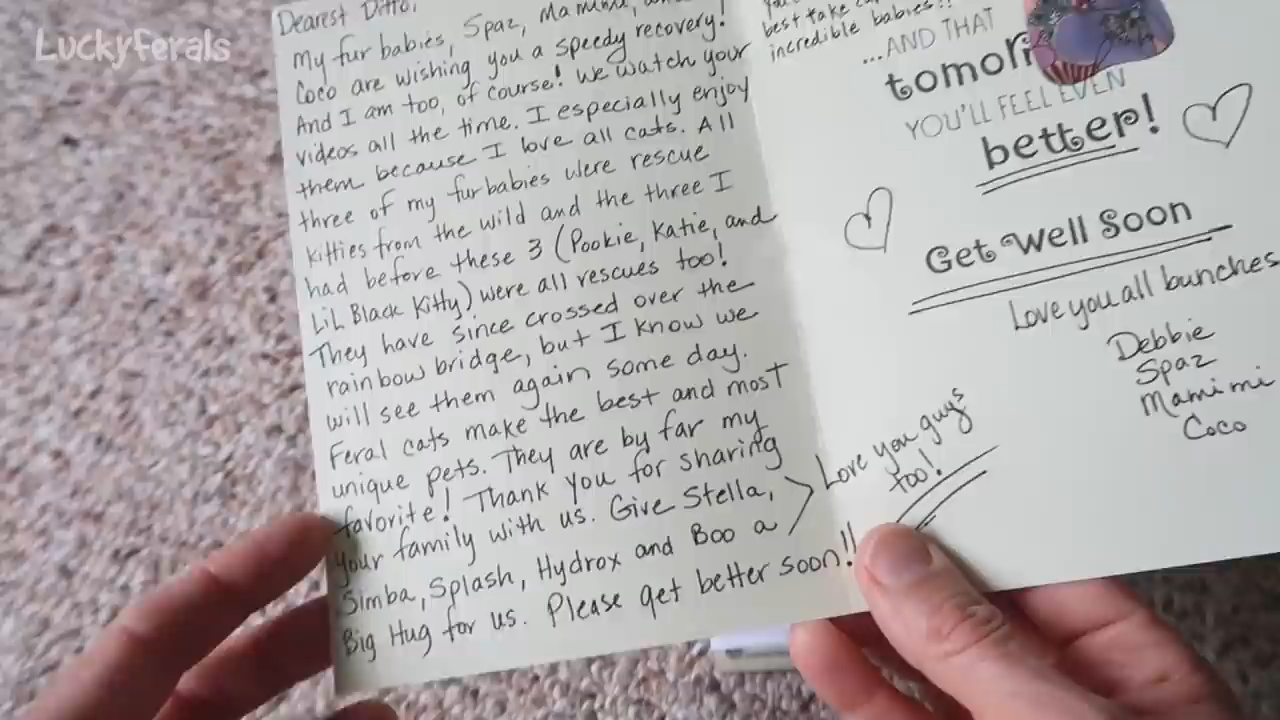 LuckyFerals
Dearest Ditto,
My fur babies, Spaz, Mamimi, and
Coco are wishing you a speedy recovery!
And I am too, of course! We watch your
videos all the time. I especially enjoy
them because I love all cats. All
three of my furbabies were rescue
kitties from the wild and the three I
had before these 3 (Pookie, Katie, and
LiL Black Kitty) were all rescues too!
They have since crossed over the
rainbow bridge, but I know we
will see them again some day.
Feral cats make the best and most
unique pets. They are by far my
favorite! Thank you for sharing
your family with us. Give Stella,
Simba, Splash, Hydrox and Boo a
Big Hug for us. Please get better soon!!
Love you guys
too!
best take
incredible babies!!
...AND THAT
YOU'LL FEEL EVEN
better!
Get Well Soon
Love you all bunches
Debbie
Spaz
Mamimi
Coco